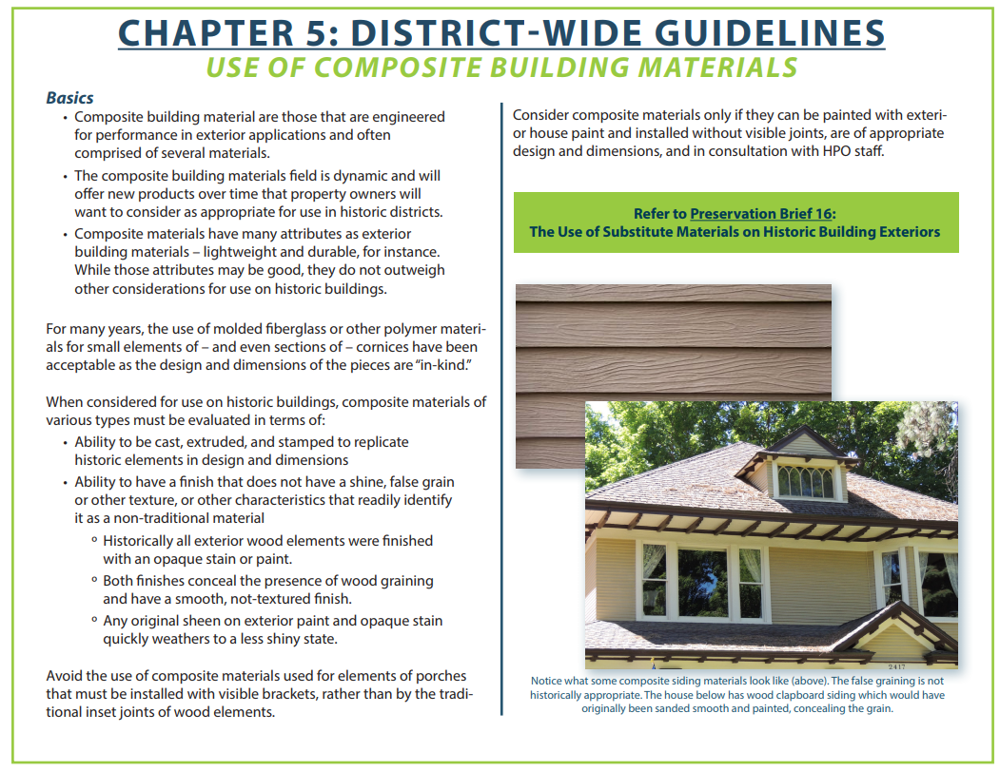 CHAPTER 5: DISTRICT-WIDE GUIDELINES
USE OF COMPOSITE BUILDING MATERIALS
Basics
• Composite building material are those that are engineered
for performance in exterior applications and often
comprised of several materials.
• The composite building materials field is dynamic and will
offer new products over time that property owners will
want to consider as appropriate for use in historic districts.
• Composite materials have many attributes as exterior
building materials – lightweight and durable, for instance.
While those attributes may be good, they do not outweigh
other considerations for use on historic buildings.
For many years, the use of molded fiberglass or other polymer materi-
als for small elements of – and even sections of – cornices have been
acceptable as the design and dimensions of the pieces are “in-kind.”
When considered for use on historic buildings, composite materials of
various types must be evaluated in terms of:
• Ability to be cast, extruded, and stamped to replicate
historic elements in design and dimensions
• Ability to have a finish that does not have a shine, false grain
or other texture, or other characteristics that readily identify
it as a non-traditional material
º Historically all exterior wood elements were finished
with an opaque stain or paint.
º Both finishes conceal the presence of wood graining
and have a smooth, not-textured finish.
º Any original sheen on exterior paint and opaque stain
quickly weathers to a less shiny state.
Avoid the use of composite materials used for elements of porches
that must be installed with visible brackets, rather than by the tradi-
tional inset joints of wood elements.
Consider composite materials only if they can be painted with exteri-
or house paint and installed without visible joints, are of appropriate
design and dimensions, and in consultation with HPO staff.
Refer to Preservation Brief 16:
The Use of Substitute Materials on Historic Building Exteriors
2417
Notice what some composite siding materials look like (above). The false graining is not
historically appropriate. The house below has wood clapboard siding which would have
originally been sanded smooth and painted, concealing the grain.